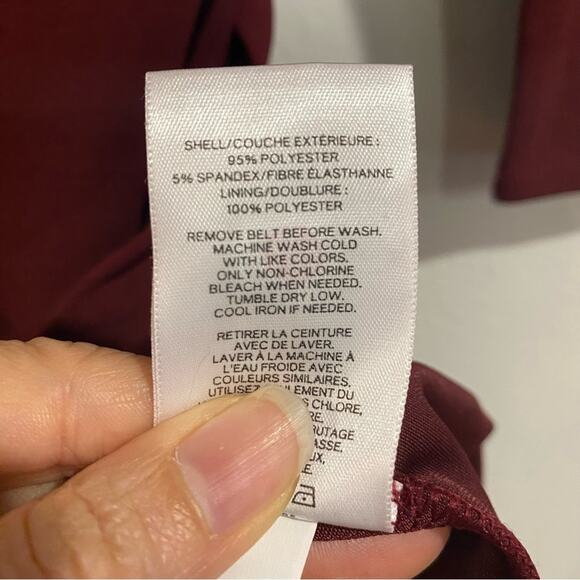 SHELL/COUCHE EXTÉRIEURE :
95% POLYESTER
5% SPANDEX/FIBRE ÉLASTHANNE
LINING/DOUBLURE :
100% POLYESTER
REMOVE BELT BEFORE WASH.
MACHINE WASH COLD
WITH LIKE COLORS.
ONLY NON-CHLORINE
BLEACH WHEN NEEDED.
TUMBLE DRY LOW.
COOL IRON IF NEEDED.
RETIRER LA CEINTURE
AVEC DE LAVER.
LAVER À LA MACHINE À
L'EAU FROIDE AVEC
COULEURS SIMILAIRES.
DU
CHLORE,